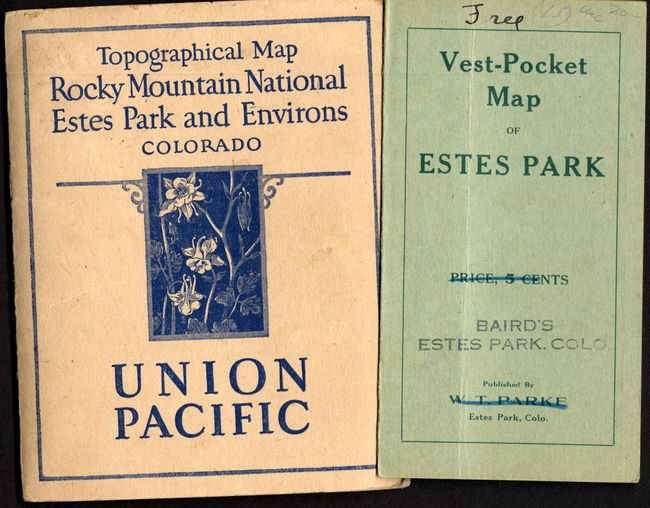 Topographical Map
Rocky Mountain National
Estes Park and Environs
COLORADO
UNION
PACIFIC
Free
Vest-Pocket
Map
OF
ESTES PARK
PRICE, 5 CENTS
BAIRD'S
ESTES PARK. COLO
Published By
W. T. PARKE
Estes Park, Colo.